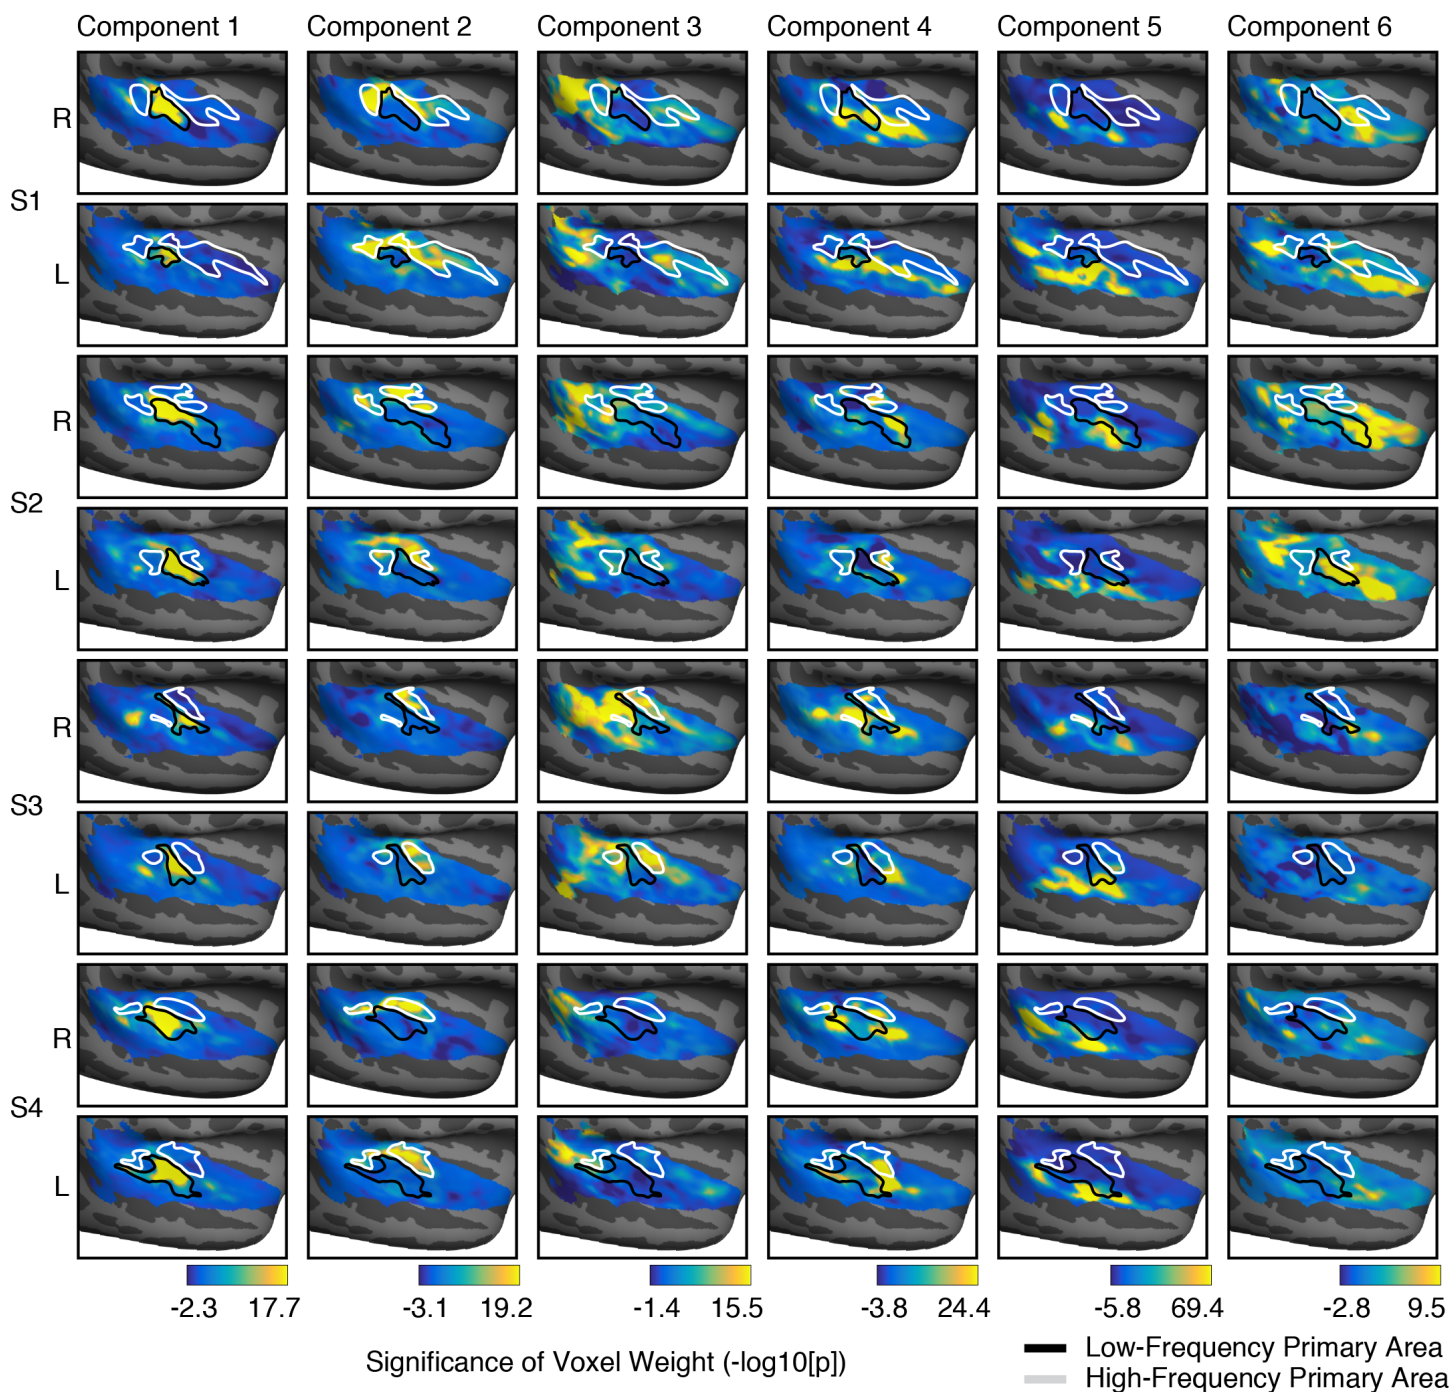 Component 1 Component 2 Component 3 Component 4 Component 5 Component 6
R
S1
L
R
S2
L
R
S3
L
R
S4
L
-2.3 17.7 -3.1 19.2 -1.4 15.5 -3.8 24.4 -5.8 69.4 -2.8 9.5
Significance of Voxel Weight (-log10[p])
Low-Frequency Primary Area
High-Frequency Primary Area